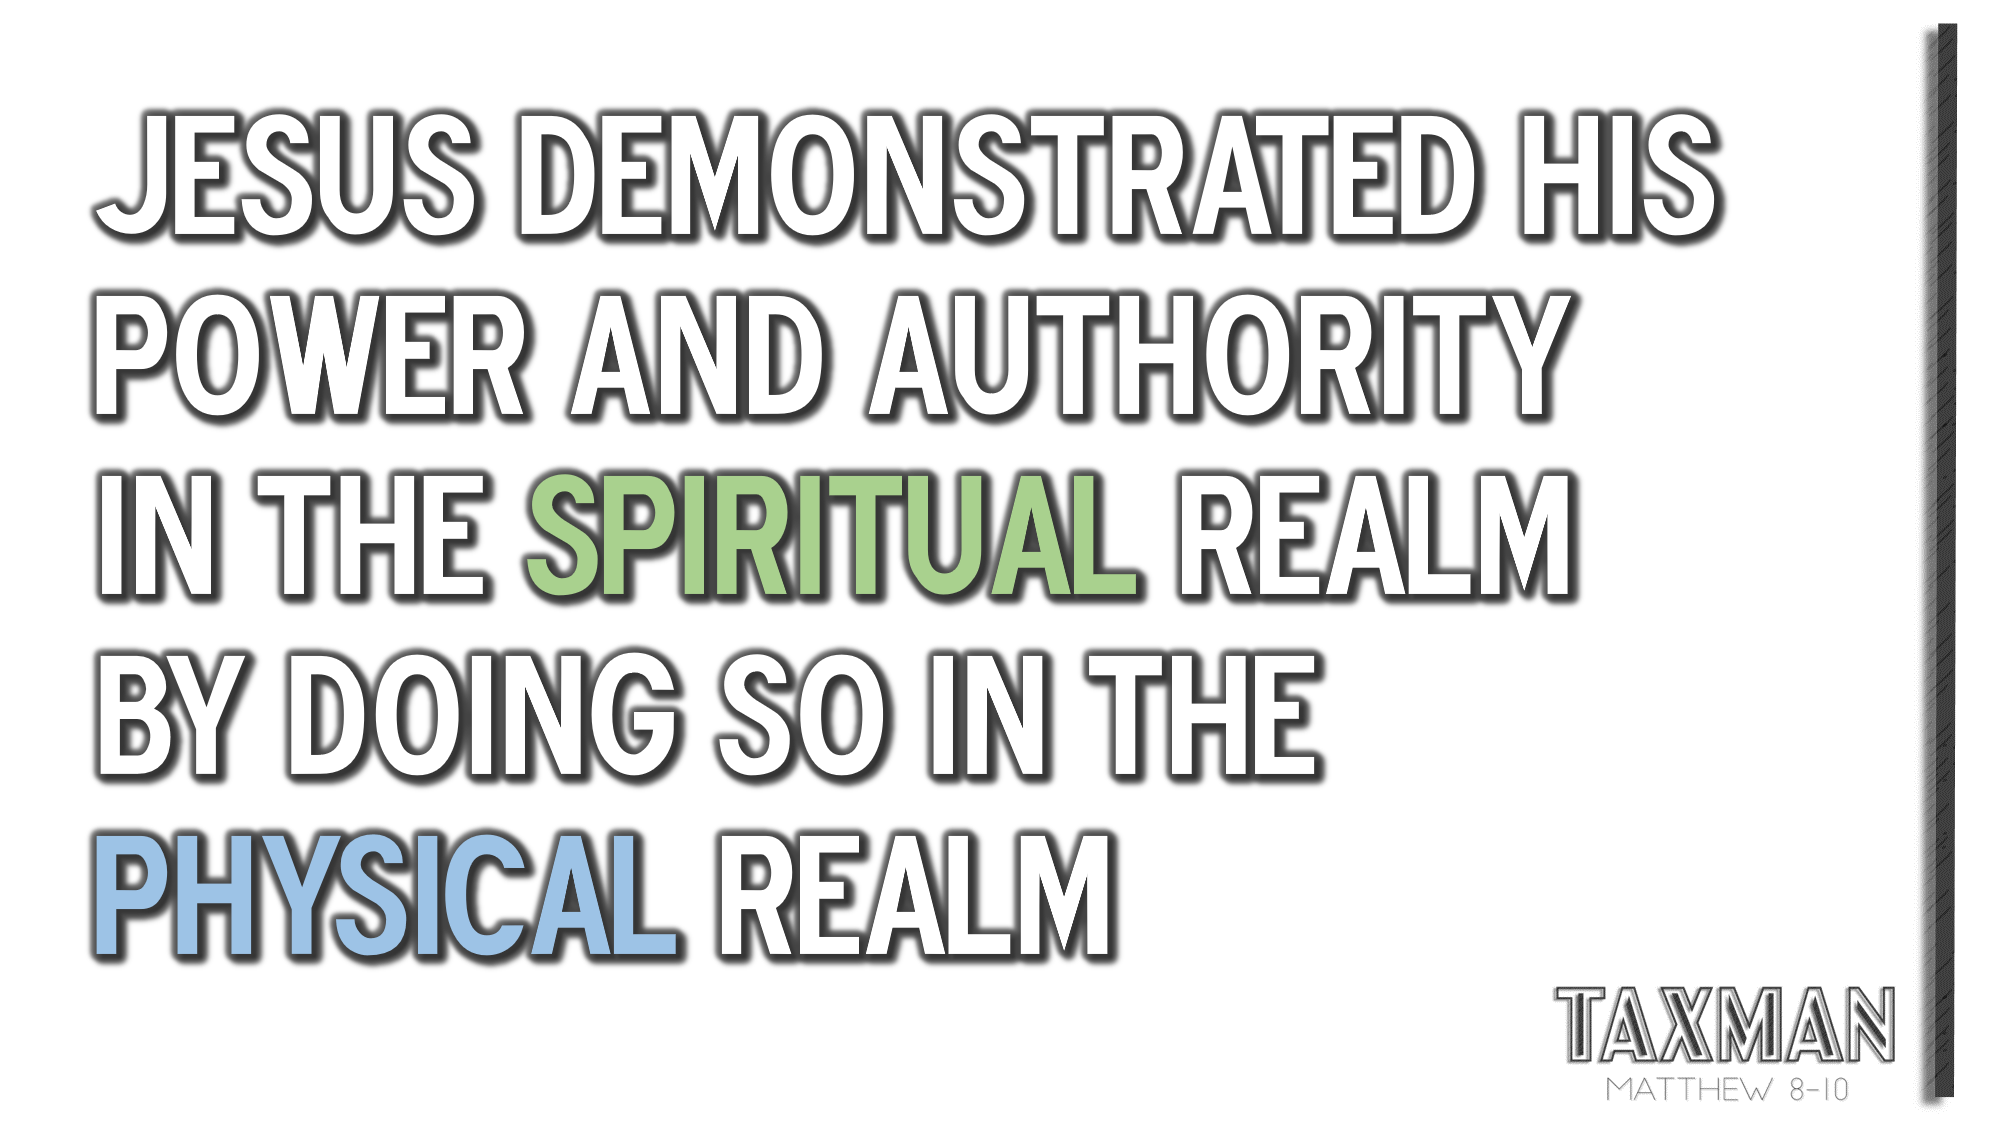 JESUS DEMONSTRATED HIS
POWER AND AUTHORITY
IN THE SPIRITUAL REALM
BY DOING SO IN THE
PHYSICAL REALM
TAXMAN
MATTHEW 8-10